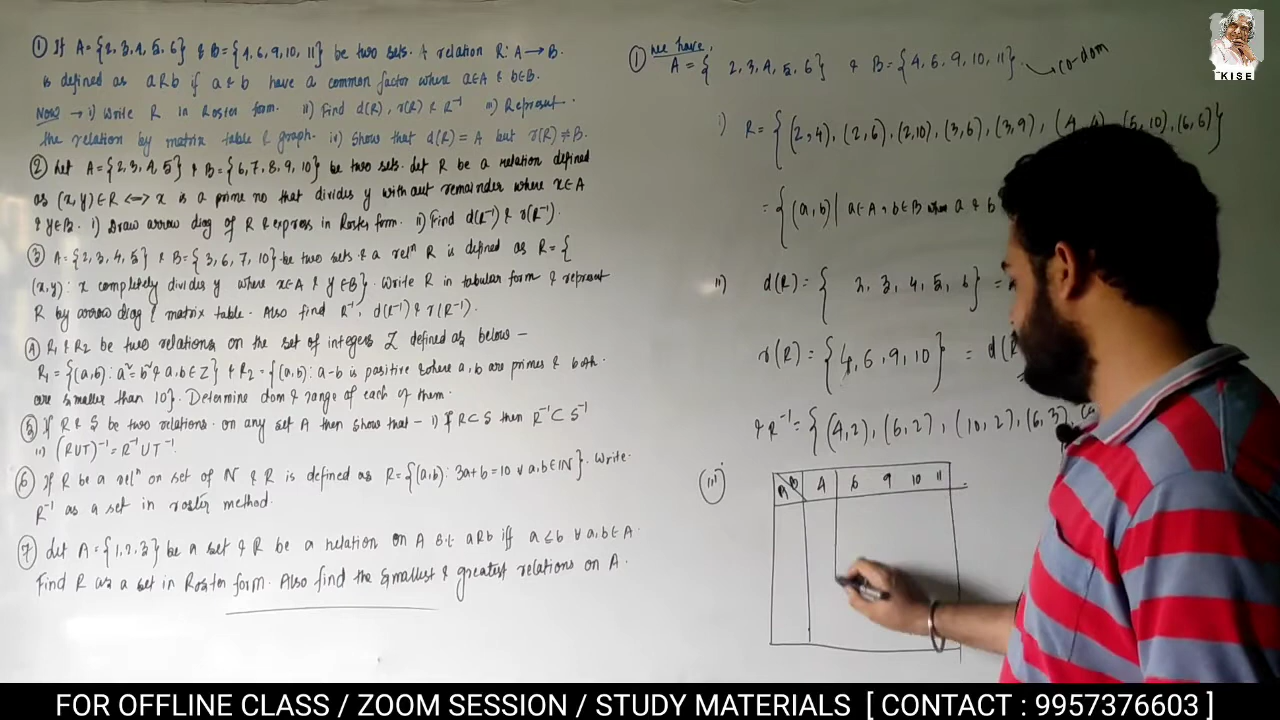 ① If A = {2, 3, 4, 5, 6} & B = {4, 6, 9, 10, 11} be two sets. A relation R: A → B.
is defined as aRb if a & b have a common factor where a∈A & b∈B.
Now → i) Write R in Roster form. ii) Find d(R), r(R) & R⁻¹ iii) Represent
the relation by matrix table & graph. iv) Show that d(R) = A but r(R) ≠ B.
② Let A = {2, 3, 4, 5} & B = {6, 7, 8, 9, 10} be two sets. Let R be a relation defined
as (x, y) ∈ R <=> x is a prime no that divides y without remainder where x∈A
& y∈B. i) Draw arrow diag of R & express in Roster form. ii) Find d(R⁻¹) & r(R⁻¹).
③ A = {2, 3, 4, 5} & B = {3, 6, 7, 10} be two sets & a relⁿ R is defined as R = {
(x,y): x completely divides y where x∈A & y∈B}. Write R in tabular form & represent
R by arrow diag & matrix table. Also find R⁻¹, d(R⁻¹) & r(R⁻¹).
④ R₁ & R₂ be two relations on the set of integers Z defined as below –
R₁ = {(a,b): a² = b² & a,b∈Z} & R₂ = {(a,b): a-b is positive where a,b are primes & both
are smaller than 10}. Determine dom & range of each of them.
⑤ If R & S be two relations on any set A then show that – i) If R⊂S then R⁻¹⊂S⁻¹
ii) (RUT)⁻¹ = R⁻¹UT⁻¹.
⑥ If R be a relⁿ on set of N & R is defined as R = {(a,b): 3a+b = 10 ∀ a,b∈N}. Write
R⁻¹ as a set in roster method.
⑦ Let A = {1, 2, 3} be a set & R be a relation on A s.t aRb iff a ≤ b ∀ a,b∈A.
Find R as a set in Roster form. Also find the smallest & greatest relations on A.
① We have,
A = { 2, 3, 4, 5, 6} & B = {4, 6, 9, 10, 11}. → co-dom
i) R = {(2,4), (2,6), (2,10), (3,6), (3,9), (4,4), (5,10), (6,6)}
= {(a,b) | a∈A, b∈B when a & b
ii) d(R) = { 2, 3, 4, 5, 6} =
r(R) = {4, 6, 9, 10} = d(R
& R⁻¹ = {(4,2), (6,2), (10,2), (6,3),
iii) A B 4 6 9 10 11
KISE
FOR OFFLINE CLASS / ZOOM SESSION / STUDY MATERIALS [ CONTACT : 9957376603 ]